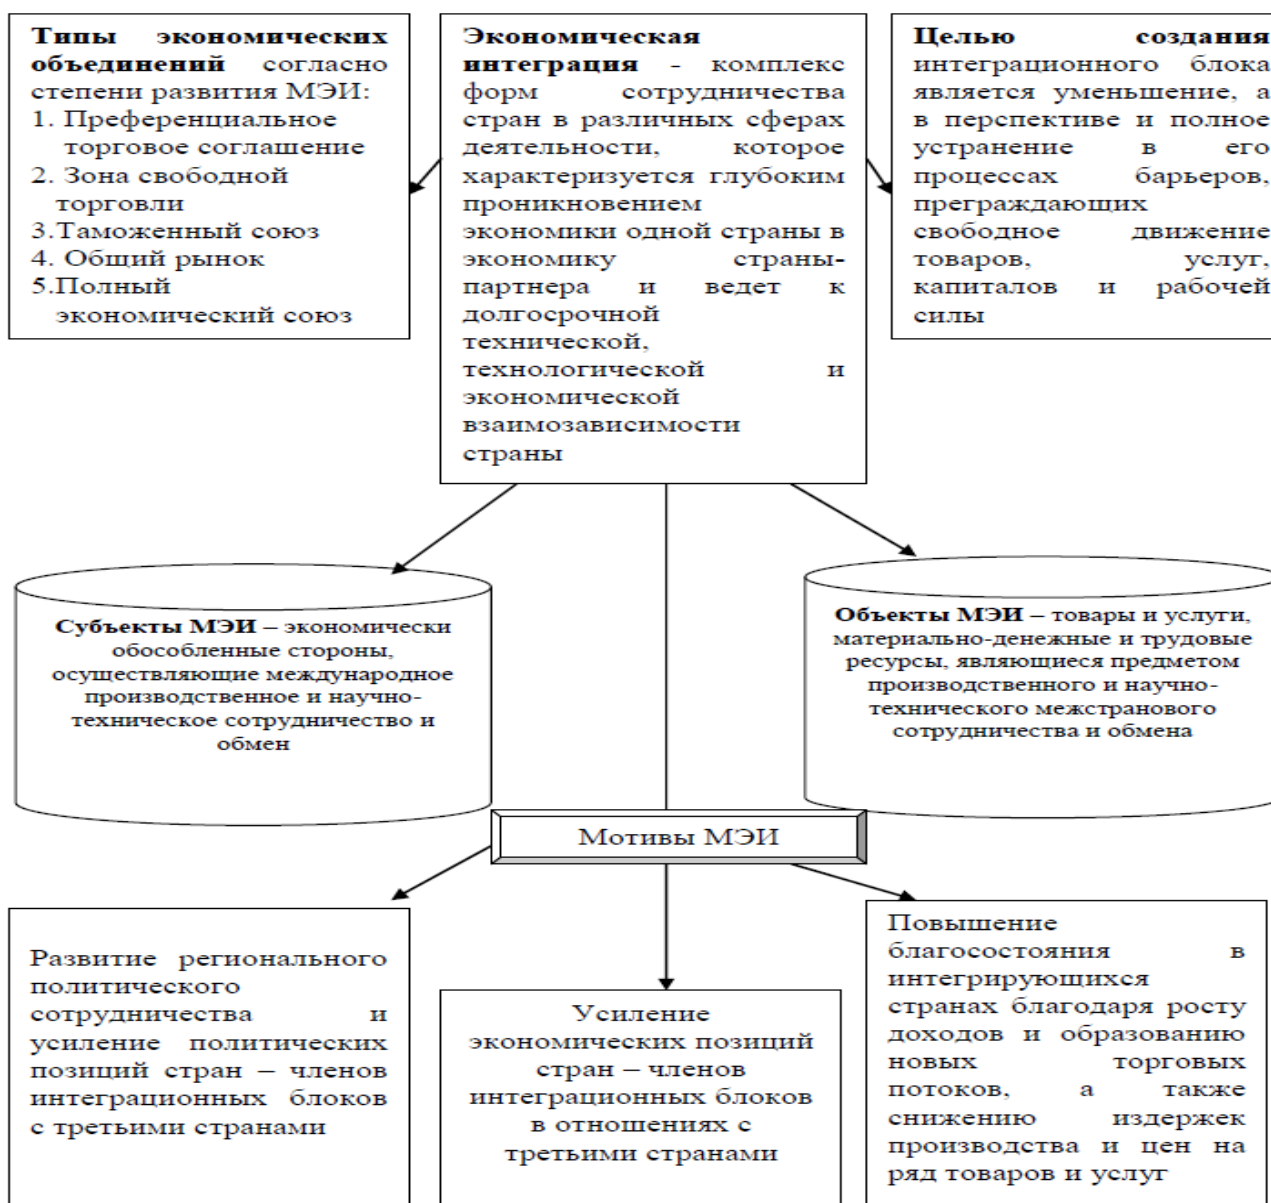 Типы экономических
объединений согласно
степени развития МЭИ:
1. Преференциальное
торговое соглашение
2. Зона свободной
торговли
3.Таможенный союз
4. Общий рынок
5.Полный
экономический союз
Экономическая
интеграция - комплекс
форм сотрудничества
стран в различных сферах
деятельности, которое
характеризуется глубоким
проникновением
экономики одной страны в
экономику страны-
партнера и ведет к
долгосрочной
технической,
технологической и
экономической
взаимозависимости
страны
Целью создания
интеграционного блока
является уменьшение, а
в перспективе и полное
устранение в его
процессах барьеров,
преграждающих
свободное движение
товаров, услуг,
капиталов и рабочей
силы
Субъекты МЭИ – экономически
обособленные стороны,
осуществляющие международное
производственное и научно-
техническое сотрудничество и
обмен
Объекты МЭИ – товары и услуги,
материально-денежные и трудовые
ресурсы, являющиеся предметом
производственного и научно-
технического межстранового
сотрудничества и обмена
Мотивы МЭИ
Развитие регионального
политического
сотрудничества и
усиление политических
позиций стран – членов
интеграционных блоков
с третьими странами
Усиление
экономических позиций
стран – членов
интеграционных блоков
в отношениях с
третьими странами
Повышение
благосостояния в
интегрирующихся
странах благодаря росту
доходов и образованию
новых торговых
потоков, а также
снижению издержек
производства и цен на
ряд товаров и услуг